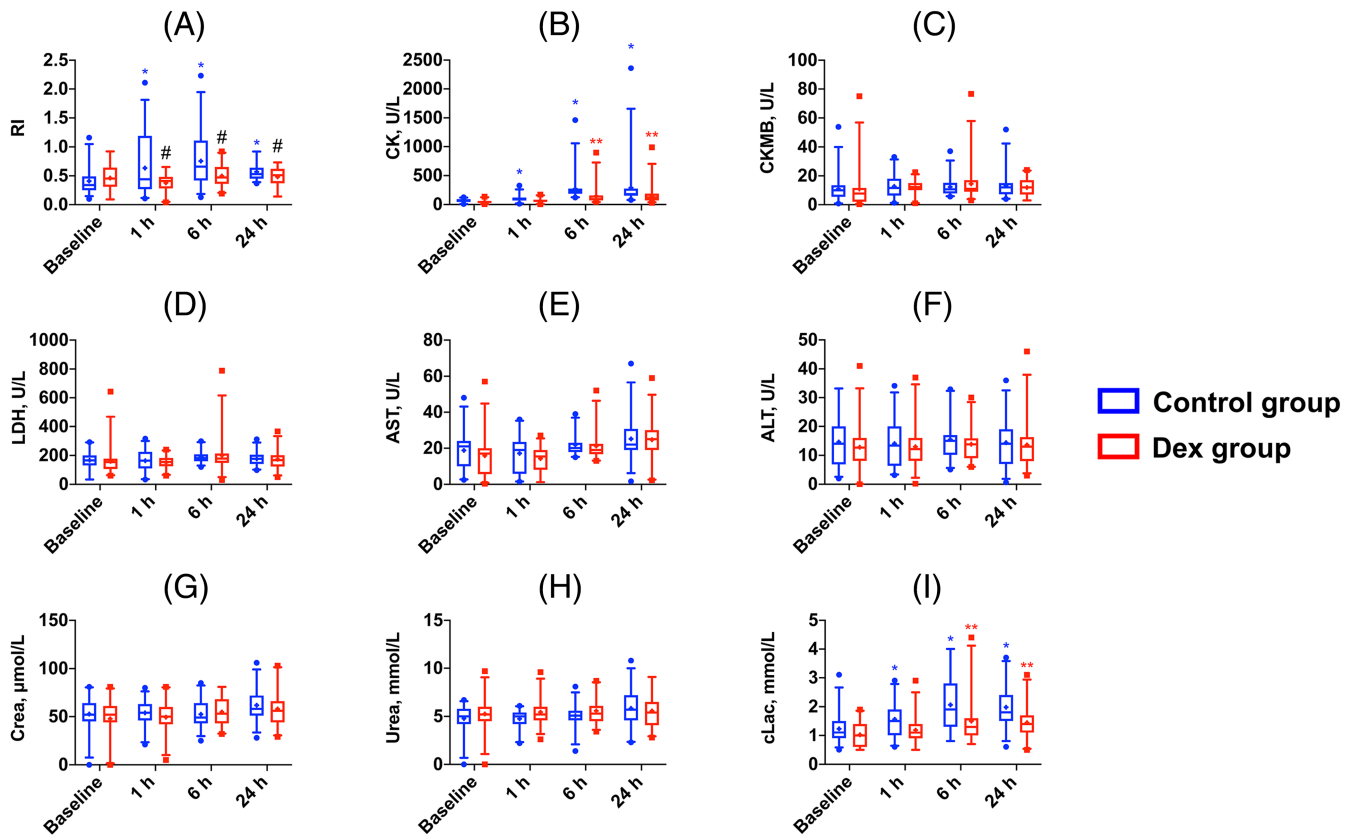 (A)
(B)
(C)
RI
2.5
2.0
1.5
1.0
0.5
0.0
*
*
*
#
#
#
Baseline
1 h
6 h
24 h
CK, U/L
2500
2000
1500
1000
500
0
*
*
*
**
**
Baseline
1 h
6 h
24 h
CKMB, U/L
100
80
60
40
20
0
Baseline
1 h
6 h
24 h
(D)
(E)
(F)
LDH, U/L
1000
800
600
400
200
0
Baseline
1 h
6 h
24 h
AST, U/L
80
60
40
20
0
Baseline
1 h
6 h
24 h
ALT, U/L
50
40
30
20
10
0
Baseline
1 h
6 h
24 h
Control group
Dex group
(G)
(H)
(I)
Crea, μmol/L
150
100
50
0
Baseline
1 h
6 h
24 h
Urea, mmol/L
15
10
5
0
Baseline
1 h
6 h
24 h
cLac, mmol/L
5
4
3
2
1
0
*
*
**
*
**
Baseline
1 h
6 h
24 h